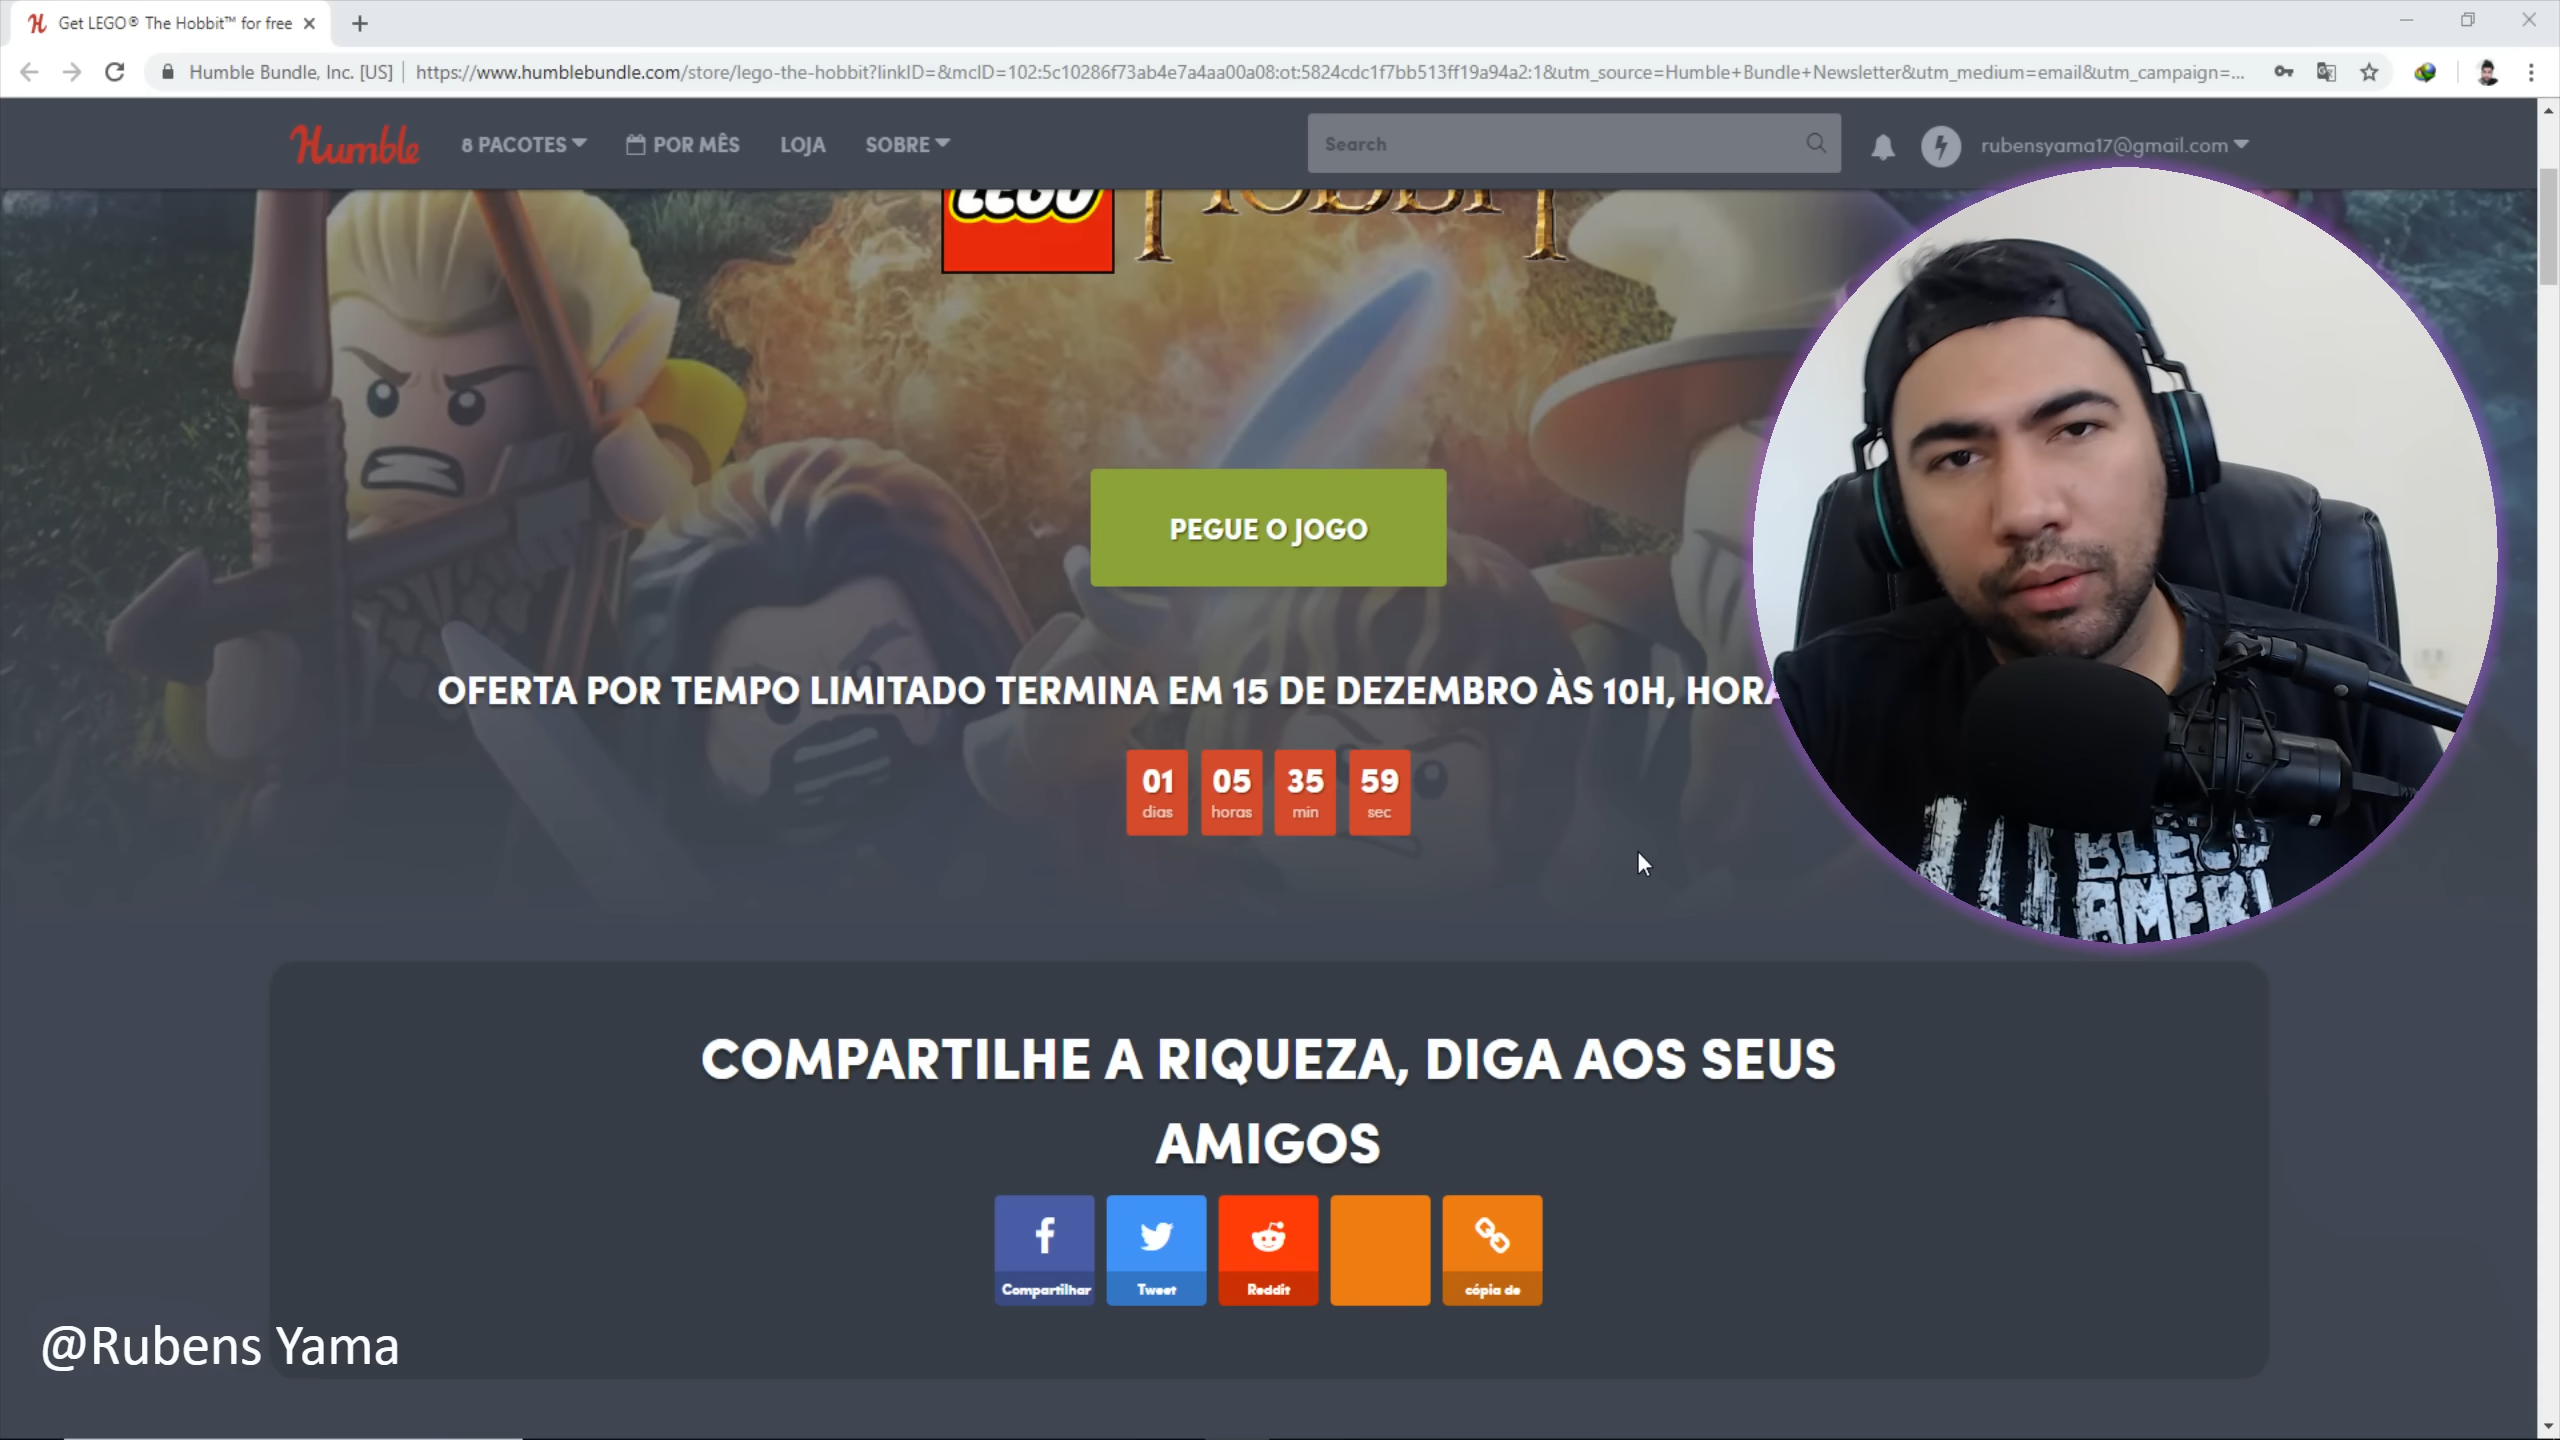 Get LEGO® The Hobbit™ for free
Humble Bundle, Inc. [US] | https://www.humblebundle.com/store/lego-the-hobbit?linkID=&mcID=102:5c10286f73ab4e7a4aa00a08:ot:5824cdc1f7bb513ff19a94a2:1&utm_source=Humble+Bundle+Newsletter&utm_medium=email&utm_campaign=...
Humble 8 PACOTES POR MÊS LOJA SOBRE Search rubensyama17@gmail.com
LEGO HOBBIT
PEGUE O JOGO
OFERTA POR TEMPO LIMITADO TERMINA EM 15 DE DEZEMBRO ÀS 10H, HORA
01 05 35 59
dias horas min sec
COMPARTILHE A RIQUEZA, DIGA AOS SEUS
AMIGOS
Compartilhar Tweet Reddit cópia de
@Rubens Yama